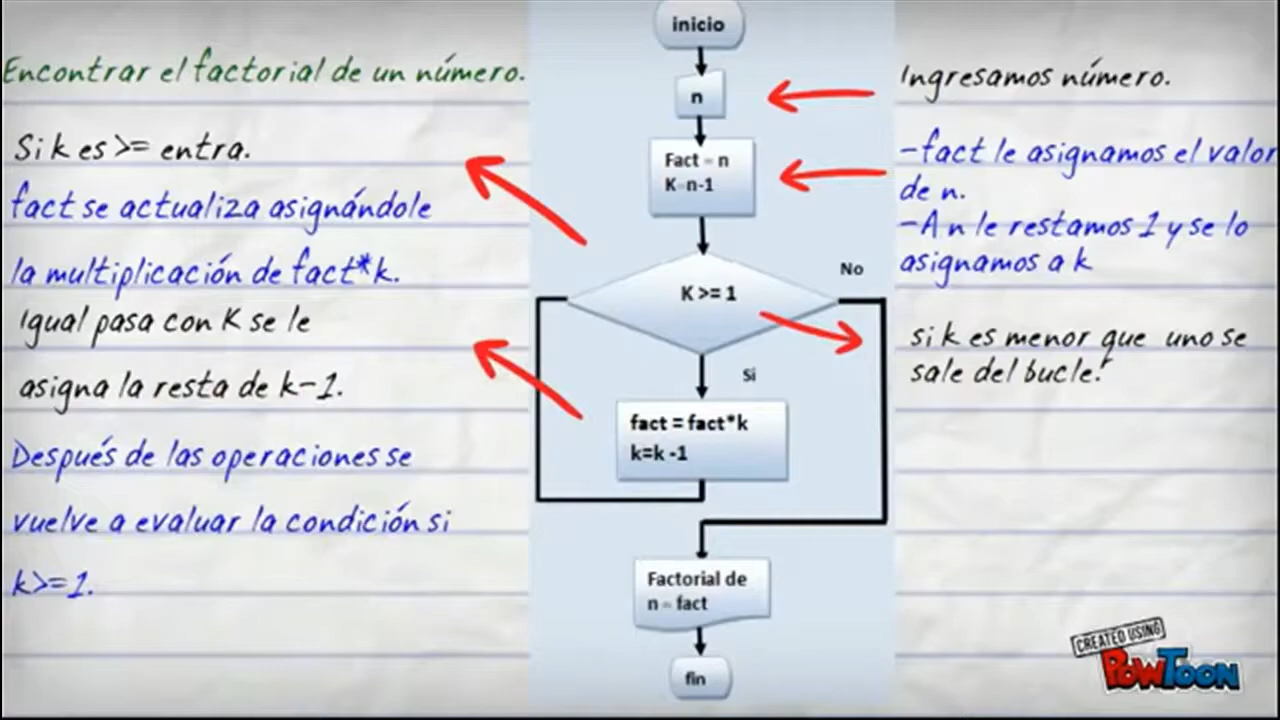 Encontrar el factorial de un número.
Si k es >= entra.
fact se actualiza asignándole
la multiplicación de fact*k.
Igual pasa con K se le
asigna la resta de k-1.
Después de las operaciones se
vuelve a evaluar la condición si
k>=1.
inicio
n
Fact = n
K=n-1
K >= 1
No
Si
fact = fact*k
k=k -1
Factorial de
n = fact
fin
Ingresamos número.
-fact le asignamos el valor
de n.
-A n le restamos 1 y se lo
asignamos a k
si k es menor que uno se
sale del bucle.
CREATED USING
POWTOON